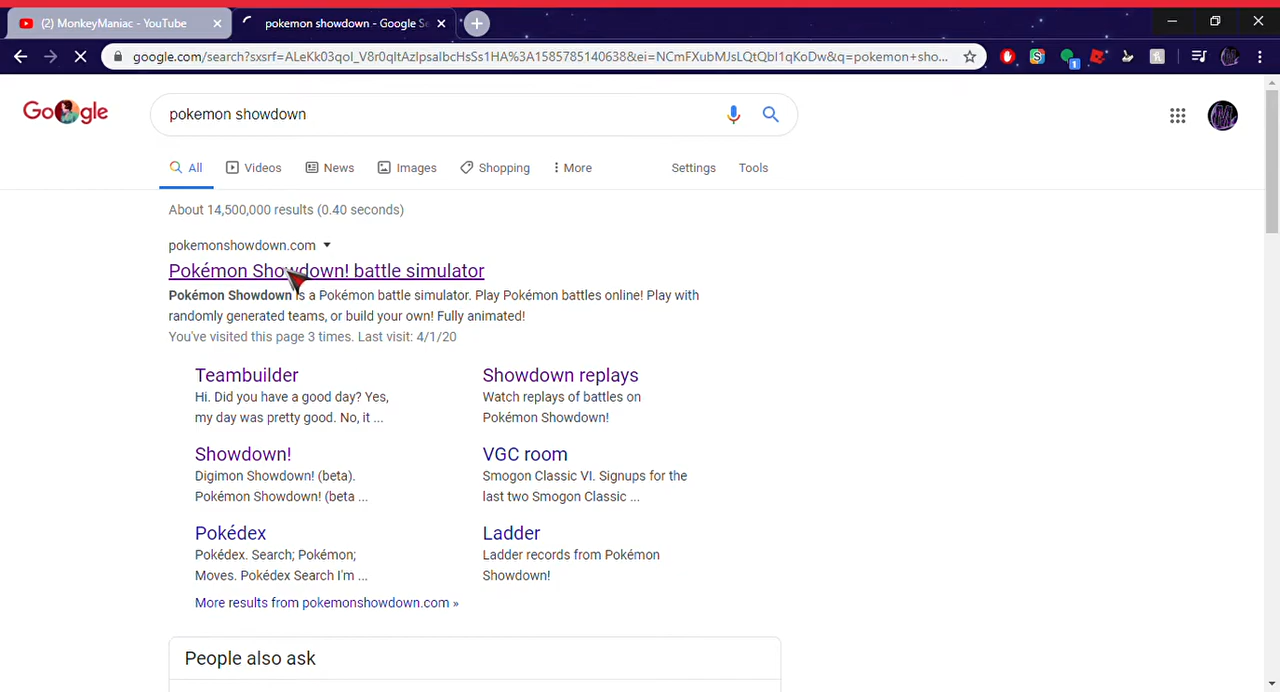 (2) MonkeyManiac - YouTube
pokemon showdown - Google Se
google.com/search?sxsrf=ALeKk03qoI_V8r0qItAzIpsaIbcHsSs1HA%3A1585785140638&ei=NCmFXubMJsLQtQbI1qKoDw&q=pokemon+sho...
1
Google
pokemon showdown
All Videos News Images Shopping More Settings Tools
About 14,500,000 results (0.40 seconds)
pokemonshowdown.com
Pokémon Showdown! battle simulator
Pokémon Showdown is a Pokémon battle simulator. Play Pokémon battles online! Play with
randomly generated teams, or build your own! Fully animated!
You've visited this page 3 times. Last visit: 4/1/20
Teambuilder
Hi. Did you have a good day? Yes,
my day was pretty good. No, it ...
Showdown replays
Watch replays of battles on
Pokémon Showdown!
Showdown!
Digimon Showdown! (beta).
Pokémon Showdown! (beta ...
VGC room
Smogon Classic VI. Signups for the
last two Smogon Classic ...
Pokédex
Pokédex. Search; Pokémon;
Moves. Pokédex Search I'm ...
Ladder
Ladder records from Pokémon
Showdown!
More results from pokemonshowdown.com »
People also ask